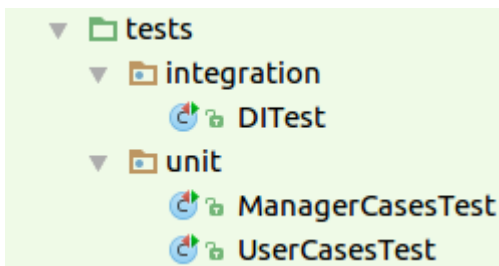 tests
integration
DITest
unit
ManagerCasesTest
UserCasesTest